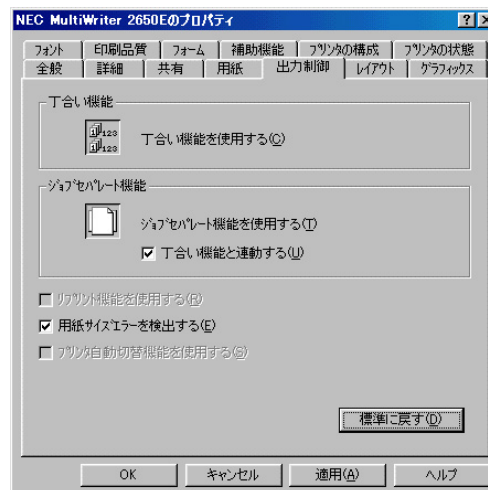 NEC MultiWriter 2650Eのプロパティ
フォント 印刷品質 フォーム 補助機能 プリンタの構成 プリンタの状態
全般 詳細 共有 用紙 出力制御 レイアウト グラフィックス
丁合い機能
123
123
丁合い機能を使用する(C)
ジョブセパレート機能
ジョブセパレート機能を使用する(T)
丁合い機能と連動する(U)
リプリント機能を使用する(R)
用紙サイズエラーを検出する(E)
プリンタ自動切替機能を使用する(S)
標準に戻す(D)
OK キャンセル 適用(A) ヘルプ